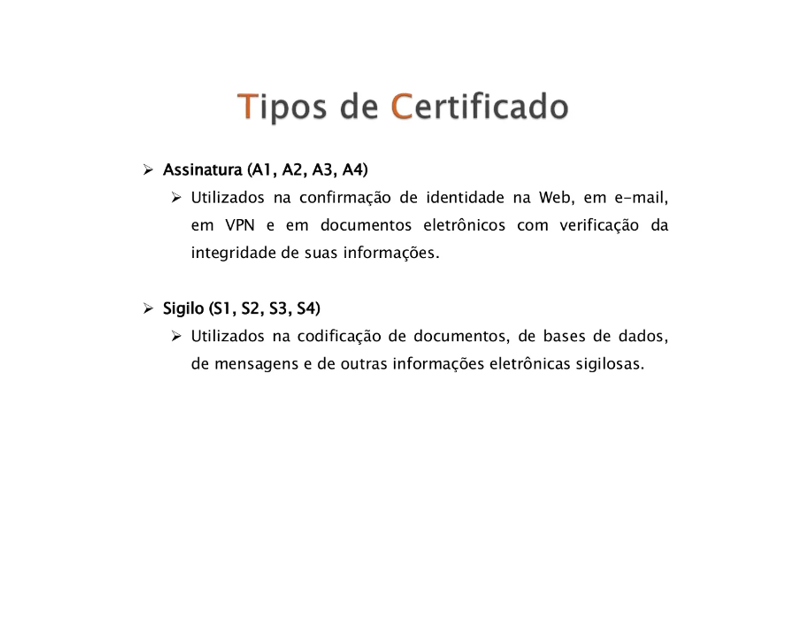 Tipos de Certificado
➢ Assinatura (A1, A2, A3, A4)
➢ Utilizados na confirmação de identidade na Web, em e-mail,
em VPN e em documentos eletrônicos com verificação da
integridade de suas informações.
➢ Sigilo (S1, S2, S3, S4)
➢ Utilizados na codificação de documentos, de bases de dados,
de mensagens e de outras informações eletrônicas sigilosas.